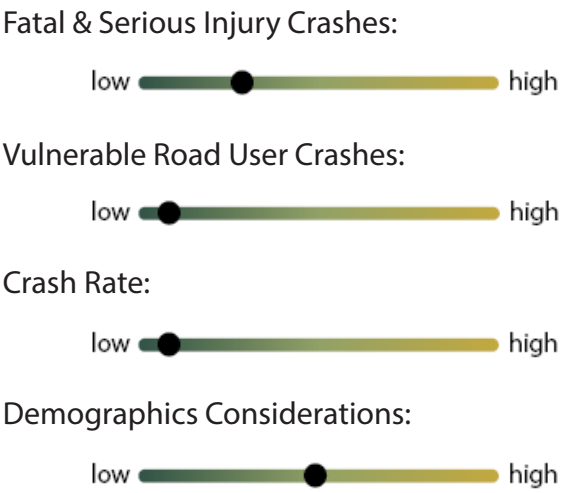 Fatal & Serious Injury Crashes:
low high
Vulnerable Road User Crashes:
low high
Crash Rate:
low high
Demographics Considerations:
low high